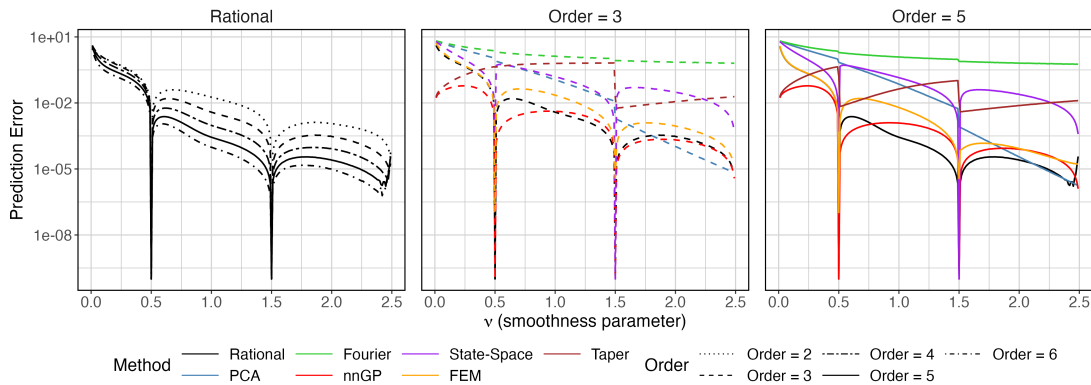 Rational Order = 3 Order = 5
Prediction Error
1e+01
1e-02
1e-05
1e-08
0.0 0.5 1.0 1.5 2.0 2.5 0.0 0.5 1.0 1.5 2.0 2.5 0.0 0.5 1.0 1.5 2.0 2.5
ν (smoothness parameter)
Method Rational Fourier State-Space Taper Order Order = 2 Order = 4 Order = 6
PCA nnGP FEM Order = 3 Order = 5